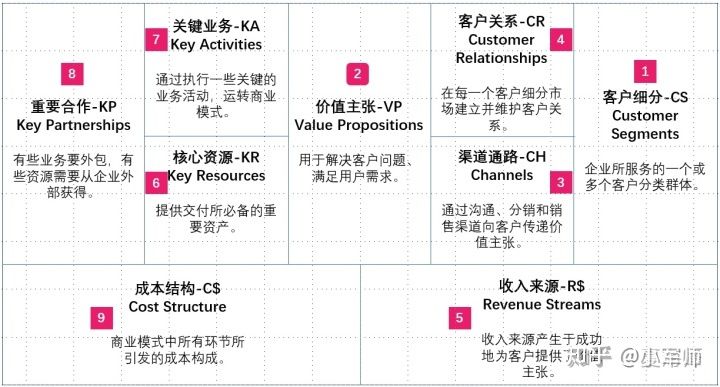 8
重要合作-KP
Key Partnerships
有些业务要外包，有
些资源需要从企业外
部获得。
关键业务-KA
7
Key Activities
通过执行一些关键的
业务活动，运转商业
模式。
核心资源-KR
6
Key Resources
提供交付所必备的重
要资产。
2
价值主张-VP
Value Propositions
用于解决客户问题、
满足用户需求。
客户关系-CR
4
Customer
Relationships
在每一个客户细分市
场建立并维护客户关
系。
渠道通路-CH
Channels
3
通过沟通、分销和销
售渠道向客户传递价
值主张。
1
客户细分-CS
Customer
Segments
企业所服务的一个或
多个客户分类群体。
成本结构-C$
9
Cost Structure
商业模式中所有环节所
引发的成本构成。
收入来源-R$
5
Revenue Streams
收入来源产生于成功
地为客户提供了价值
主张。
知乎 @小军师